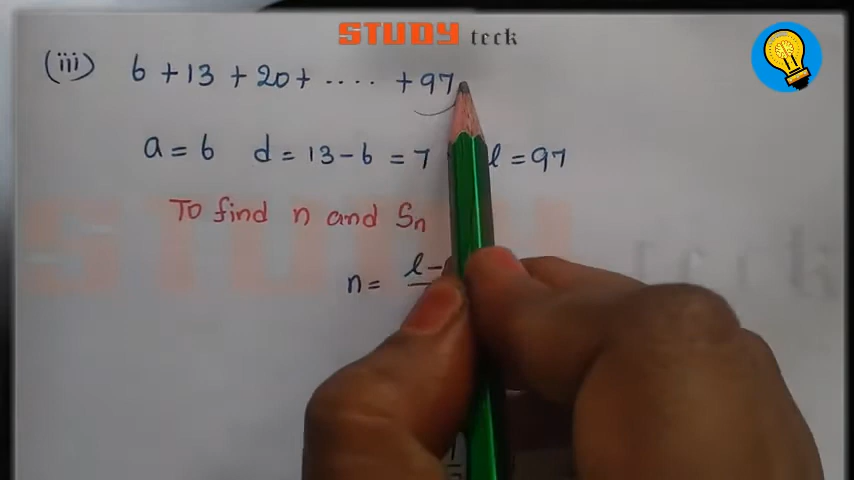 STUDY teck
(iii) 6 + 13 + 20 + .... + 97
a = 6 d = 13 - 6 = 7 l = 97
To find n and Sn
n = l -